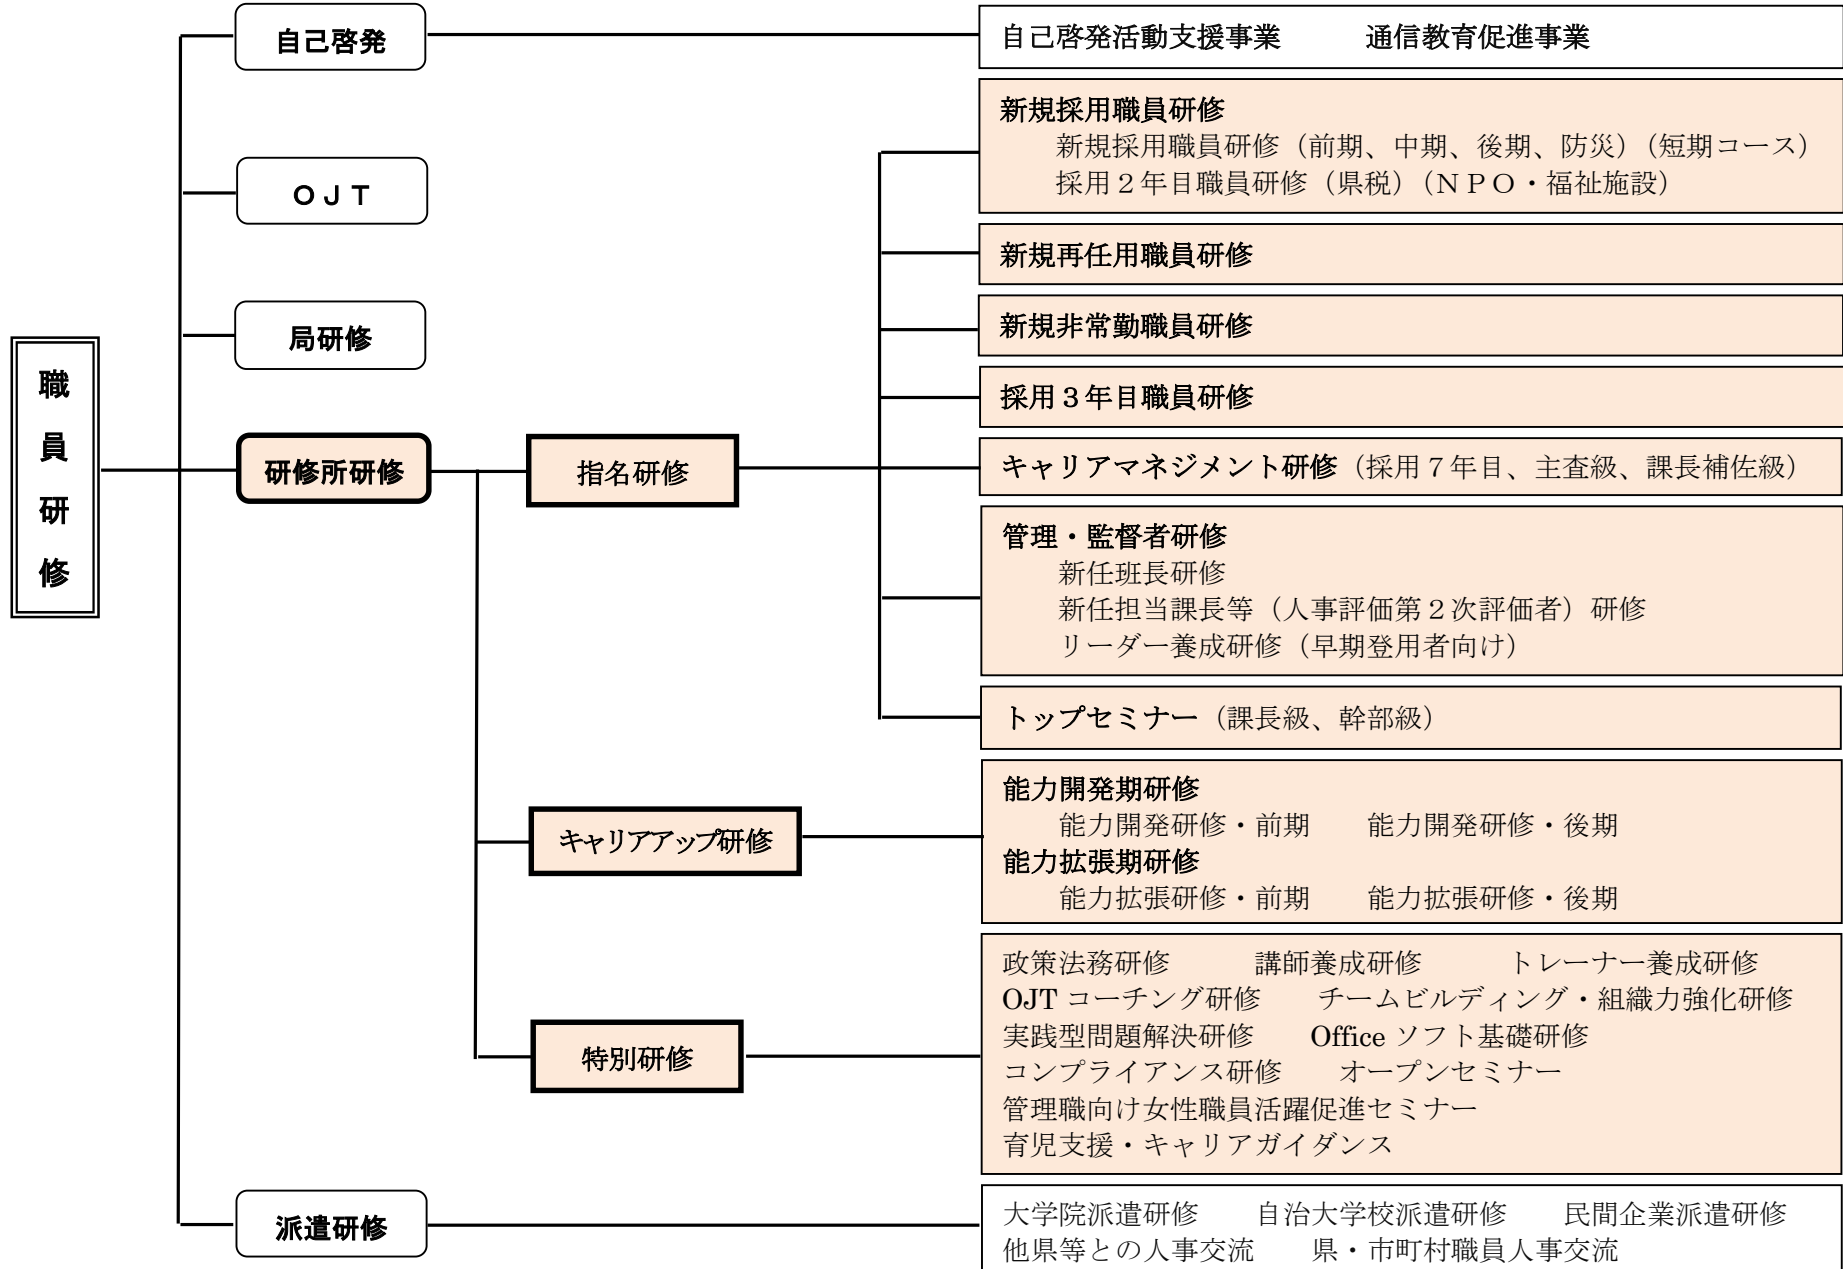 職員研修
自己啓発
自己啓発活動支援事業　通信教育促進事業
ＯＪＴ
局研修
研修所研修
指名研修
新規採用職員研修
新規採用職員研修（前期、中期、後期、防災）（短期コース）
採用２年目職員研修（県税）（ＮＰＯ・福祉施設）
新規再任用職員研修
新規非常勤職員研修
採用３年目職員研修
キャリアマネジメント研修（採用７年目、主査級、課長補佐級）
管理・監督者研修
新任班長研修
新任担当課長等（人事評価第２次評価者）研修
リーダー養成研修（早期登用者向け）
トップセミナー（課長級、幹部級）
キャリアアップ研修
能力開発期研修
能力開発研修・前期　能力開発研修・後期
能力拡張期研修
能力拡張研修・前期　能力拡張研修・後期
特別研修
政策法務研修　講師養成研修　トレーナー養成研修
OJT コーチング研修　チームビルディング・組織力強化研修
実践型問題解決研修　Office ソフト基礎研修
コンプライアンス研修　オープンセミナー
管理職向け女性職員活躍促進セミナー
育児支援・キャリアガイダンス
派遣研修
大学院派遣研修　自治大学校派遣研修　民間企業派遣研修
他県等との人事交流　県・市町村職員人事交流